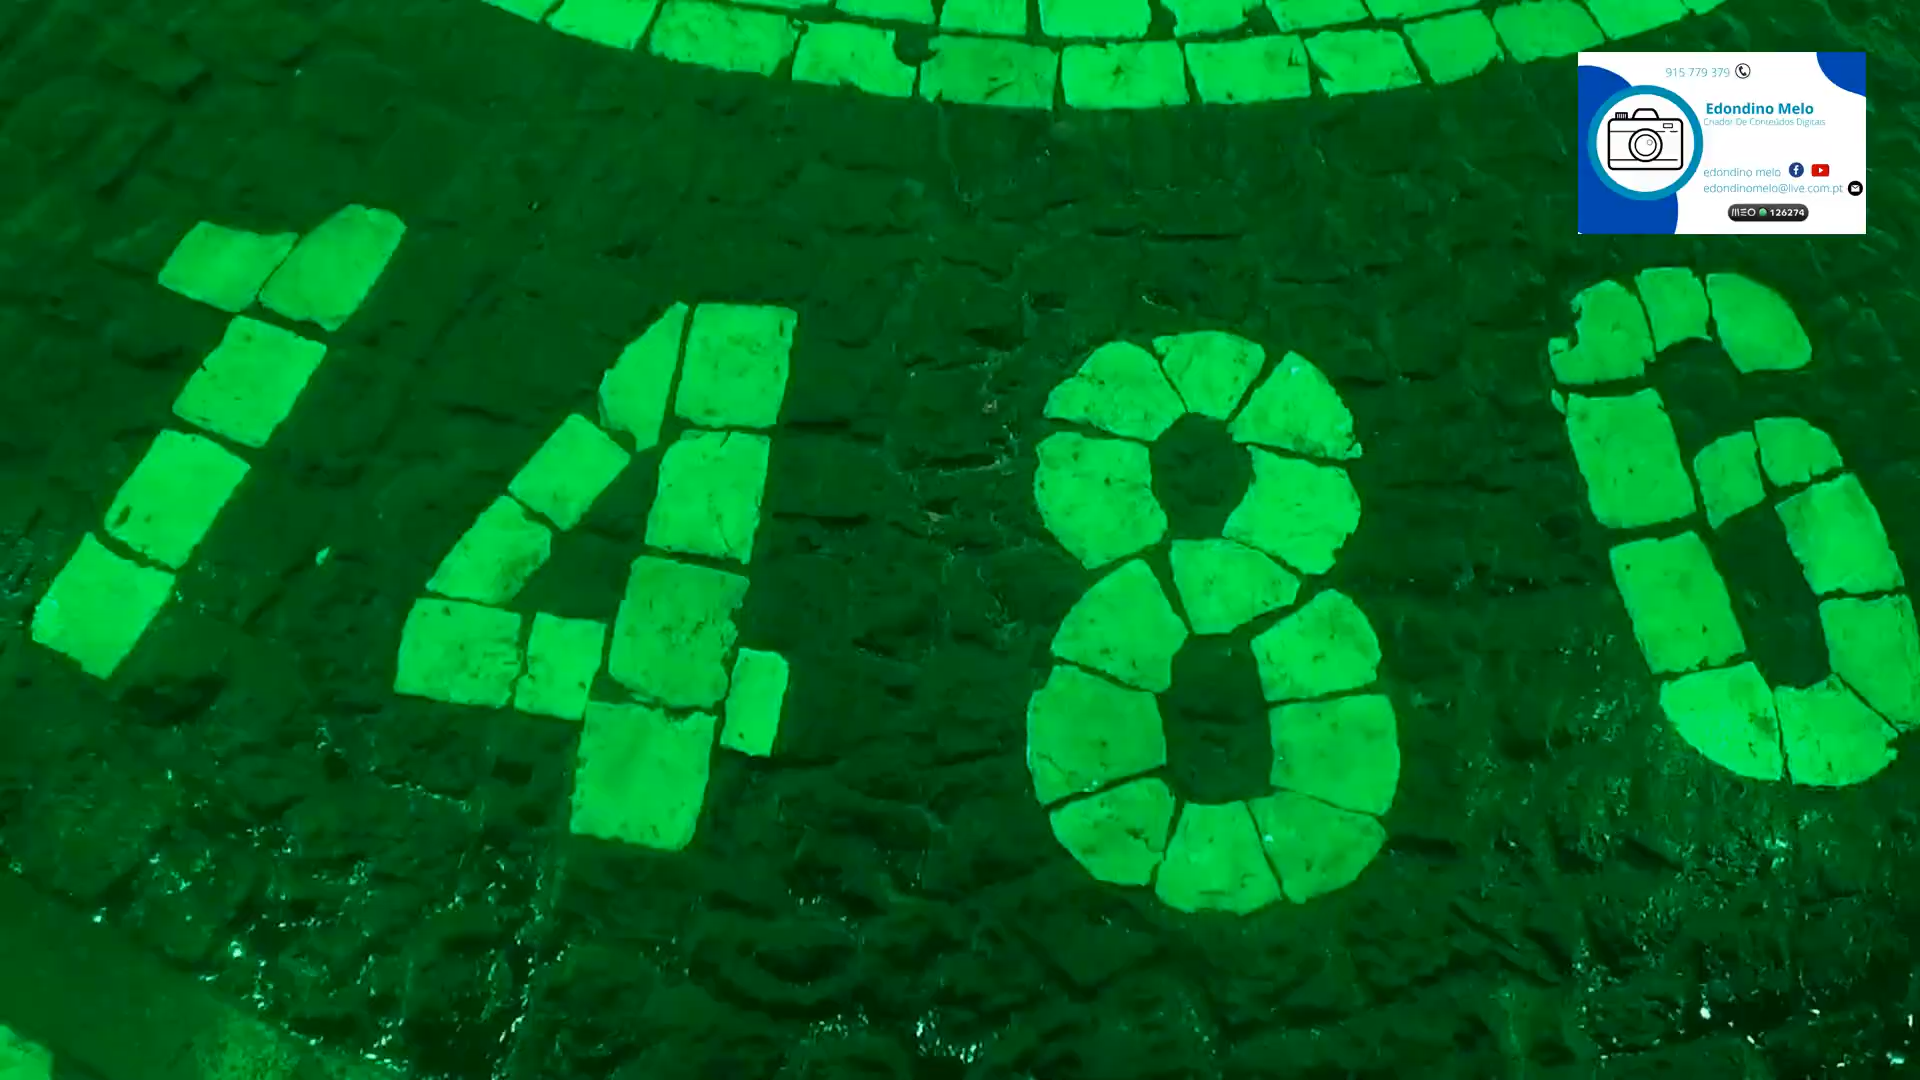 915 779 379
Edondino Melo
Criador De Conteúdos Digitais
edondino melo
edondinomelo@live.com.pt
MEO 126274
1486